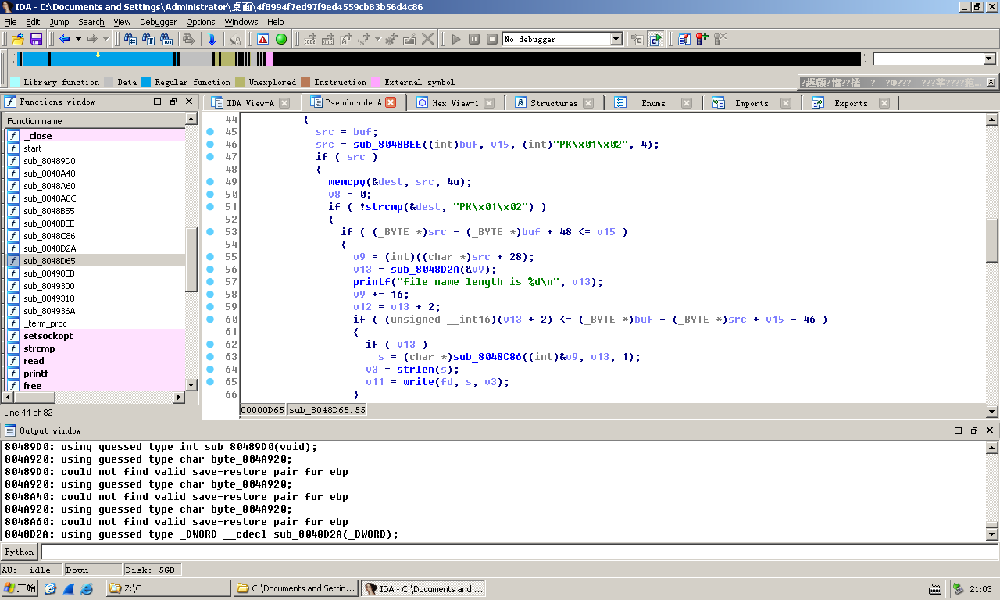 IDA - C:\Documents and Settings\Administrator\桌面\4f8994f7ed97f9ed4559cb83b56d4c86
File Edit Jump Search View Debugger Options Windows Help
No debugger
Library function Data Regular function Unexplored Instruction External symbol
Functions window
IDA View-A Pseudocode-A Hex View-1 Structures Enums Imports Exports
Function name
_close
start
sub_80489D0
sub_8048A40
sub_8048A60
sub_8048A8C
sub_8048B55
sub_8048BEE
sub_8048C86
sub_8048D2A
sub_8048D65
sub_80490EB
sub_8049300
sub_8049310
sub_804936A
_term_proc
setsockopt
strcmp
read
printf
free
Line 44 of 82
44 {
45 src = buf;
46 src = sub_8048BEE((int)buf, v15, (int)"PK\x01\x02", 4);
47 if ( src )
48 {
49 memcpy(&dest, src, 4u);
50 v8 = 0;
51 if ( !strcmp(&dest, "PK\x01\x02") )
52 {
53 if ( (_BYTE *)src - (_BYTE *)buf + 48 <= v15 )
54 {
55 v9 = (int)((char *)src + 28);
56 v13 = sub_8048D2A(&v9);
57 printf("file name length is %d\n", v13);
58 v9 += 16;
59 v12 = v13 + 2;
60 if ( (unsigned __int16)(v13 + 2) <= (_BYTE *)buf - (_BYTE *)src + v15 - 46 )
61 {
62 if ( v13 )
63 s = (char *)sub_8048C86((int)&v9, v13, 1);
64 v3 = strlen(s);
65 v11 = write(fd, s, v3);
66 }
00000D65 sub_8048D65:55
Output window
80489D0: using guessed type int sub_80489D0(void);
804A920: using guessed type char byte_804A920;
80489D0: could not find valid save-restore pair for ebp
804A920: using guessed type char byte_804A920;
8048A40: could not find valid save-restore pair for ebp
804A920: using guessed type char byte_804A920;
8048A60: could not find valid save-restore pair for ebp
8048D2A: using guessed type _DWORD __cdecl sub_8048D2A(_DWORD);
Python
AU: idle Down Disk: 5GB
开始 Z:\C C:\Documents and Settin... IDA - C:\Documents and ... 21:03